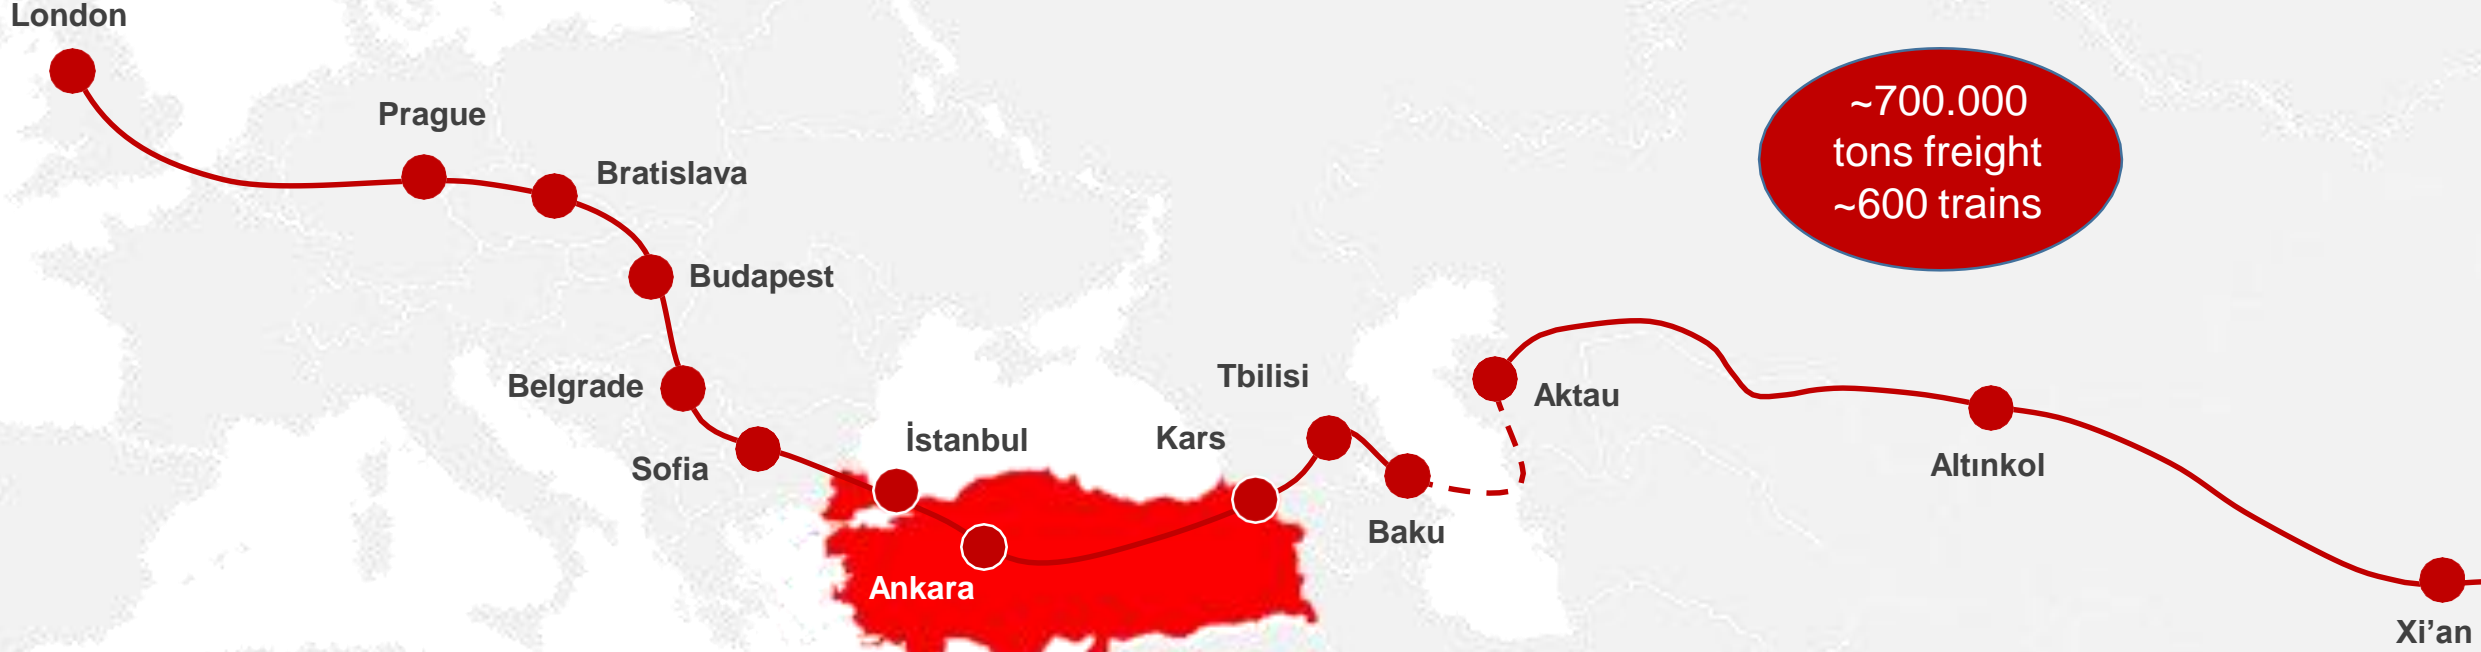 London
Prague
Bratislava
Budapest
Belgrade
Sofia
İstanbul
Ankara
Kars
Tbilisi
Baku
Aktau
Altınkol
Xi’an
~700.000
tons freight
~600 trains